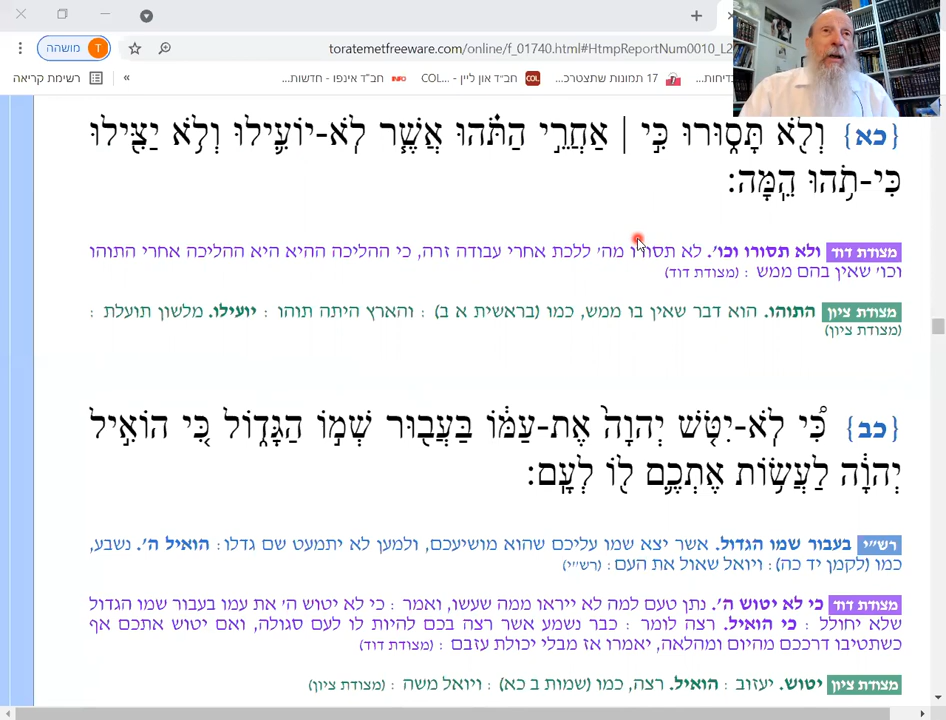 toratemetfreeware.com/online/f_01740.html#HtmpReportNum0010_L2
מושהה
T
רשימת קריאה
«
חב"ד אינפו - חדשות...
חב"ד און ליין - COL...
COL
17 תמונות שתצטרכ...
בדיחות...
{כא} וְלֹ֖א תָּס֑וּרוּ כִּ֣י | אַחֲרֵ֣י הַתֹּ֗הוּ אֲשֶׁ֧ר לֹֽא-יוֹעִ֛ילוּ וְלֹ֥א יַצִּ֖ילוּ
כִּי-תֹ֥הוּ הֵֽמָּה:
מצודת דוד ולא תסורו וכו'. לא תסורו מה' ללכת אחרי עבודה זרה, כי ההליכה ההיא היא ההליכה אחרי התוהו
וכו' שאין בהם ממש : (מצודת דוד)
מצודת ציון התוהו. הוא דבר שאין בו ממש, כמו (בראשית א ב) : והארץ היתה תוהו : יועילו. מלשון תועלת :
(מצודת ציון)
{כב} כִּ֠י לֹֽא-יִטֹּ֤שׁ יְהוָה֙ אֶת-עַמּ֔וֹ בַּעֲב֖וּר שְׁמ֣וֹ הַגָּד֑וֹל כִּ֚י הוֹאִ֣יל
יְהוָ֔ה לַעֲשׂ֥וֹת אֶתְכֶ֛ם ל֖וֹ לְעָֽם:
רש״י בעבור שמו הגדול. אשר יצא שמו עליכם שהוא מושיעכם, ולמען לא יתמעט שם גדלו : הואיל ה'. נשבע,
כמו (לקמן יד כה) : ויואל שאול את העם : (רש״י)
מצודת דוד כי לא יטוש ה'. נתן טעם למה לא ייראו ממה שעשו, ואמר : כי לא יטוש ה' את עמו בעבור שמו הגדול
שלא יחולל : כי הואיל. רצה לומר : כבר נשמע אשר רצה בכם להיות לו לעם סגולה, ואם יטוש אתכם אף
כשתטיבו דרככם מהיום ומהלאה, יאמרו אז מבלי יכולת עזבם : (מצודת דוד)
מצודת ציון יטוש. יעזוב : הואיל. רצה, כמו (שמות ב כא) : ויואל משה : (מצודת ציון)